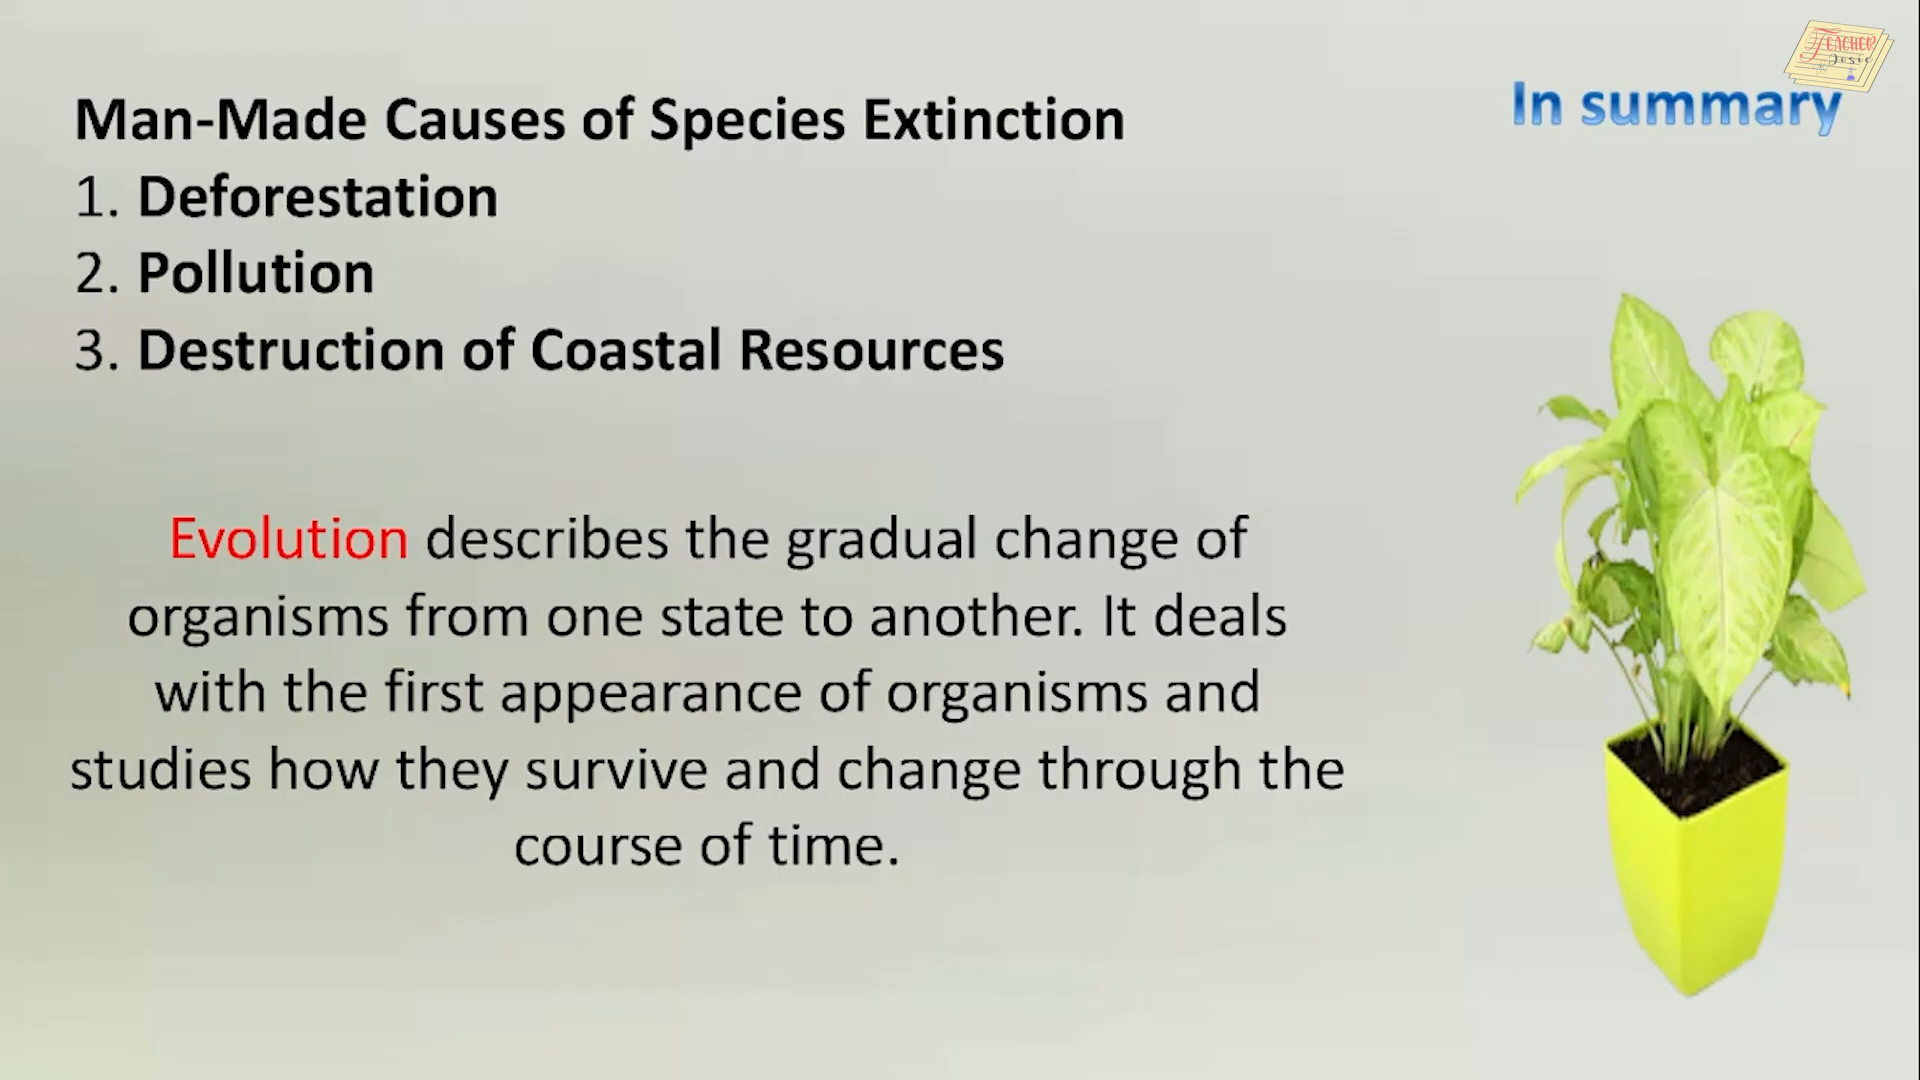 TEACHER
Josie
In summary
Man-Made Causes of Species Extinction
1. Deforestation
2. Pollution
3. Destruction of Coastal Resources
Evolution describes the gradual change of
organisms from one state to another. It deals
with the first appearance of organisms and
studies how they survive and change through the
course of time.